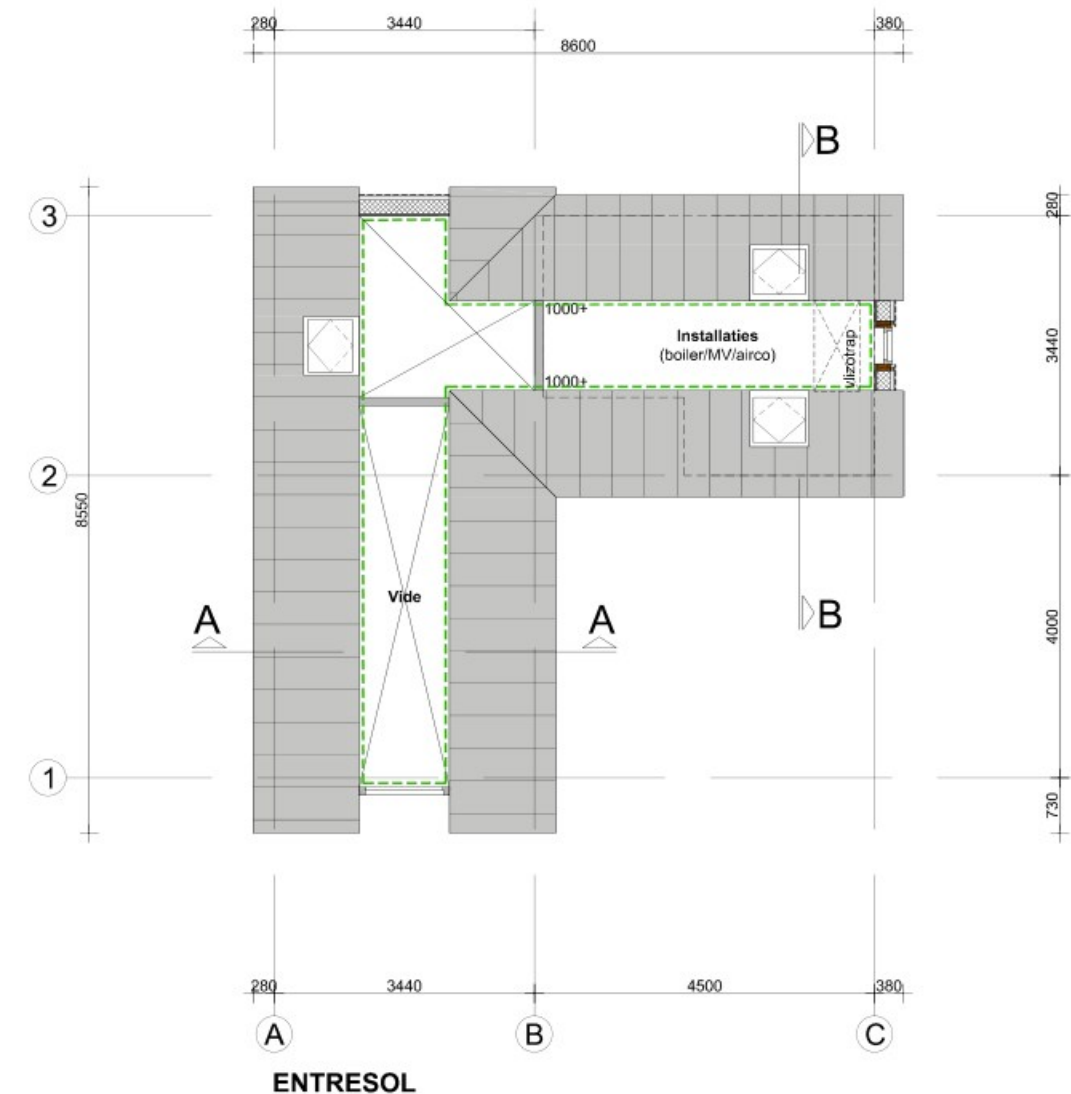 280
3440
380
8600
B
3
280
1000+
Installaties
(boiler/MV/airco)
vlizotrap
3440
1000+
2
8550
Vide
A
A
B
4000
1
730
280
3440
4500
380
A
B
C
ENTRESOL